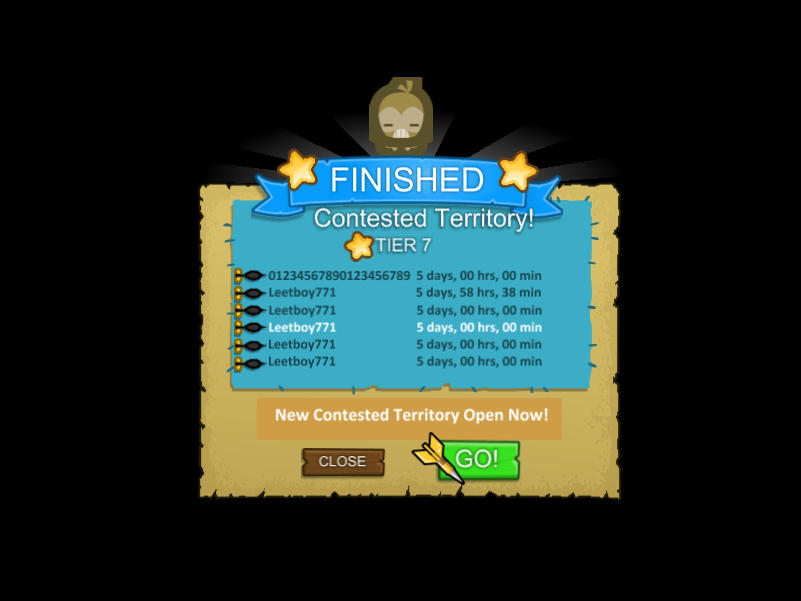 FINISHED
Contested Territory!
TIER 7
01234567890123456789 5 days, 00 hrs, 00 min
Leetboy771 5 days, 58 hrs, 38 min
Leetboy771 5 days, 00 hrs, 00 min
Leetboy771 5 days, 00 hrs, 00 min
Leetboy771 5 days, 00 hrs, 00 min
Leetboy771 5 days, 00 hrs, 00 min
New Contested Territory Open Now!
CLOSE GO!